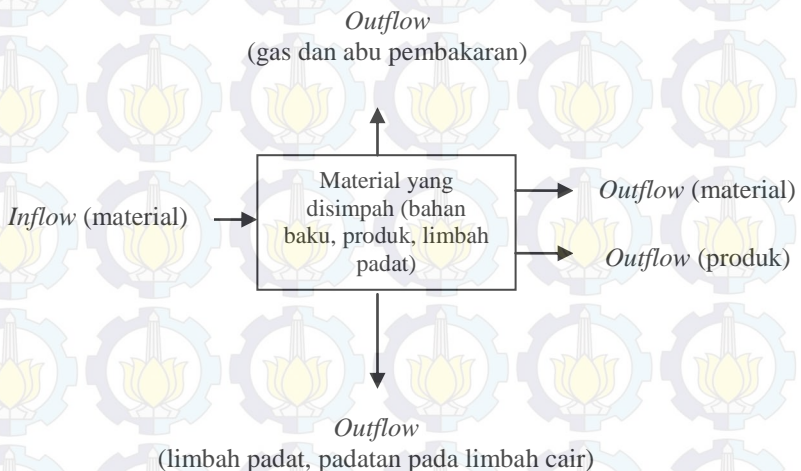 Outflow
(gas dan abu pembakaran)
Inflow (material)
Material yang
disimpah (bahan
baku, produk, limbah
padat)
Outflow (material)
Outflow (produk)
Outflow
(limbah padat, padatan pada limbah cair)